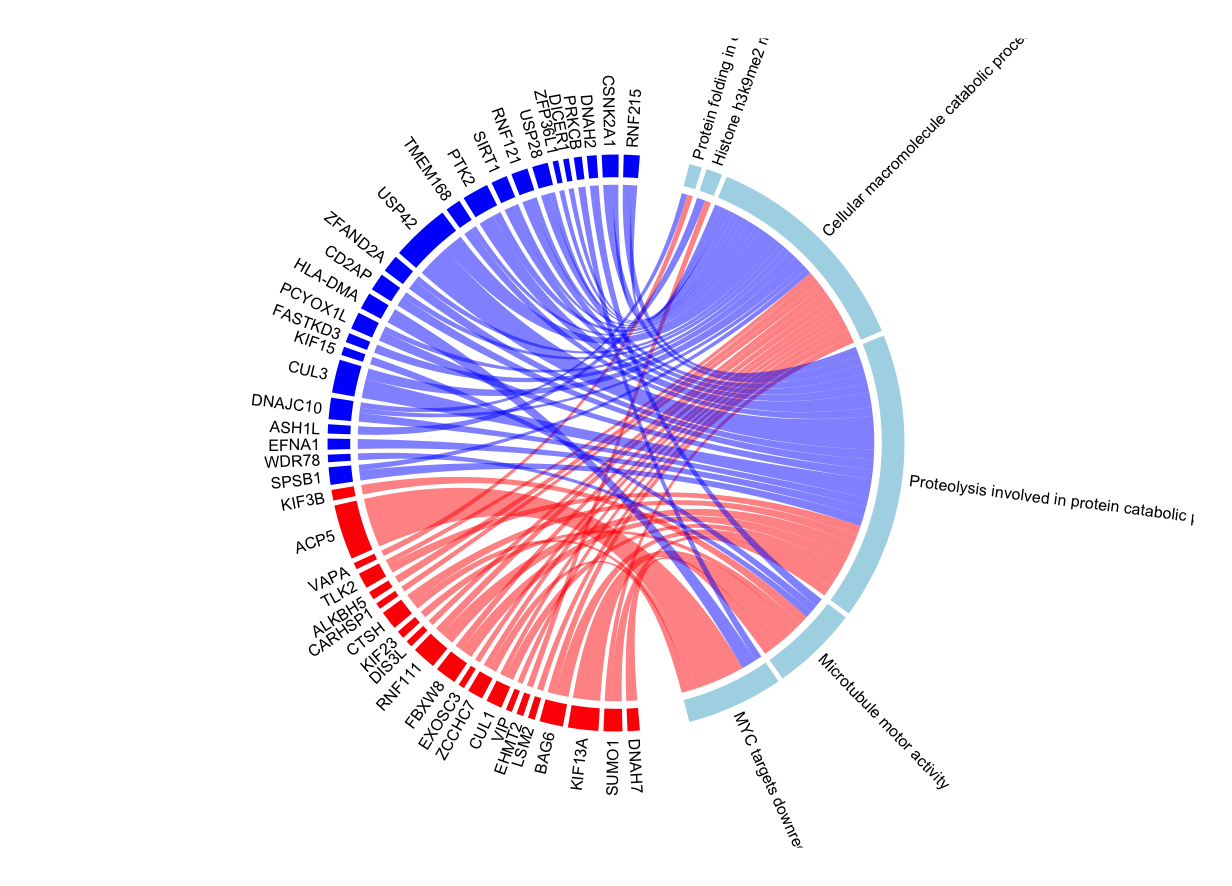 RNF215
CSNK2A1
DNAH2
PRKCB
DICER1
ZFP36L1
USP28
RNF121
SIRT1
PTK2
TMEM168
USP42
ZFAND2A
CD2AP
HLA-DMA
PCYOX1L
FASTKD3
KIF15
CUL3
DNAJC10
ASH1L
EFNA1
WDR78
SPSB1
KIF3B
ACP5
VAPA
TLK2
ALKBH5
CARHSP1
CTSH
KIF23
DIS3L
RNF111
FBXW8
EXOSC3
ZCCHC7
CUL1
VIP
EHMT2
LSM2
BAG6
KIF13A
SUMO1
DNAH7
Protein folding in
Histone h3k9me2
Cellular macromolecule catabolic proce
Proteolysis involved in protein catabolic
Microtubule motor activity
MYC targets downre